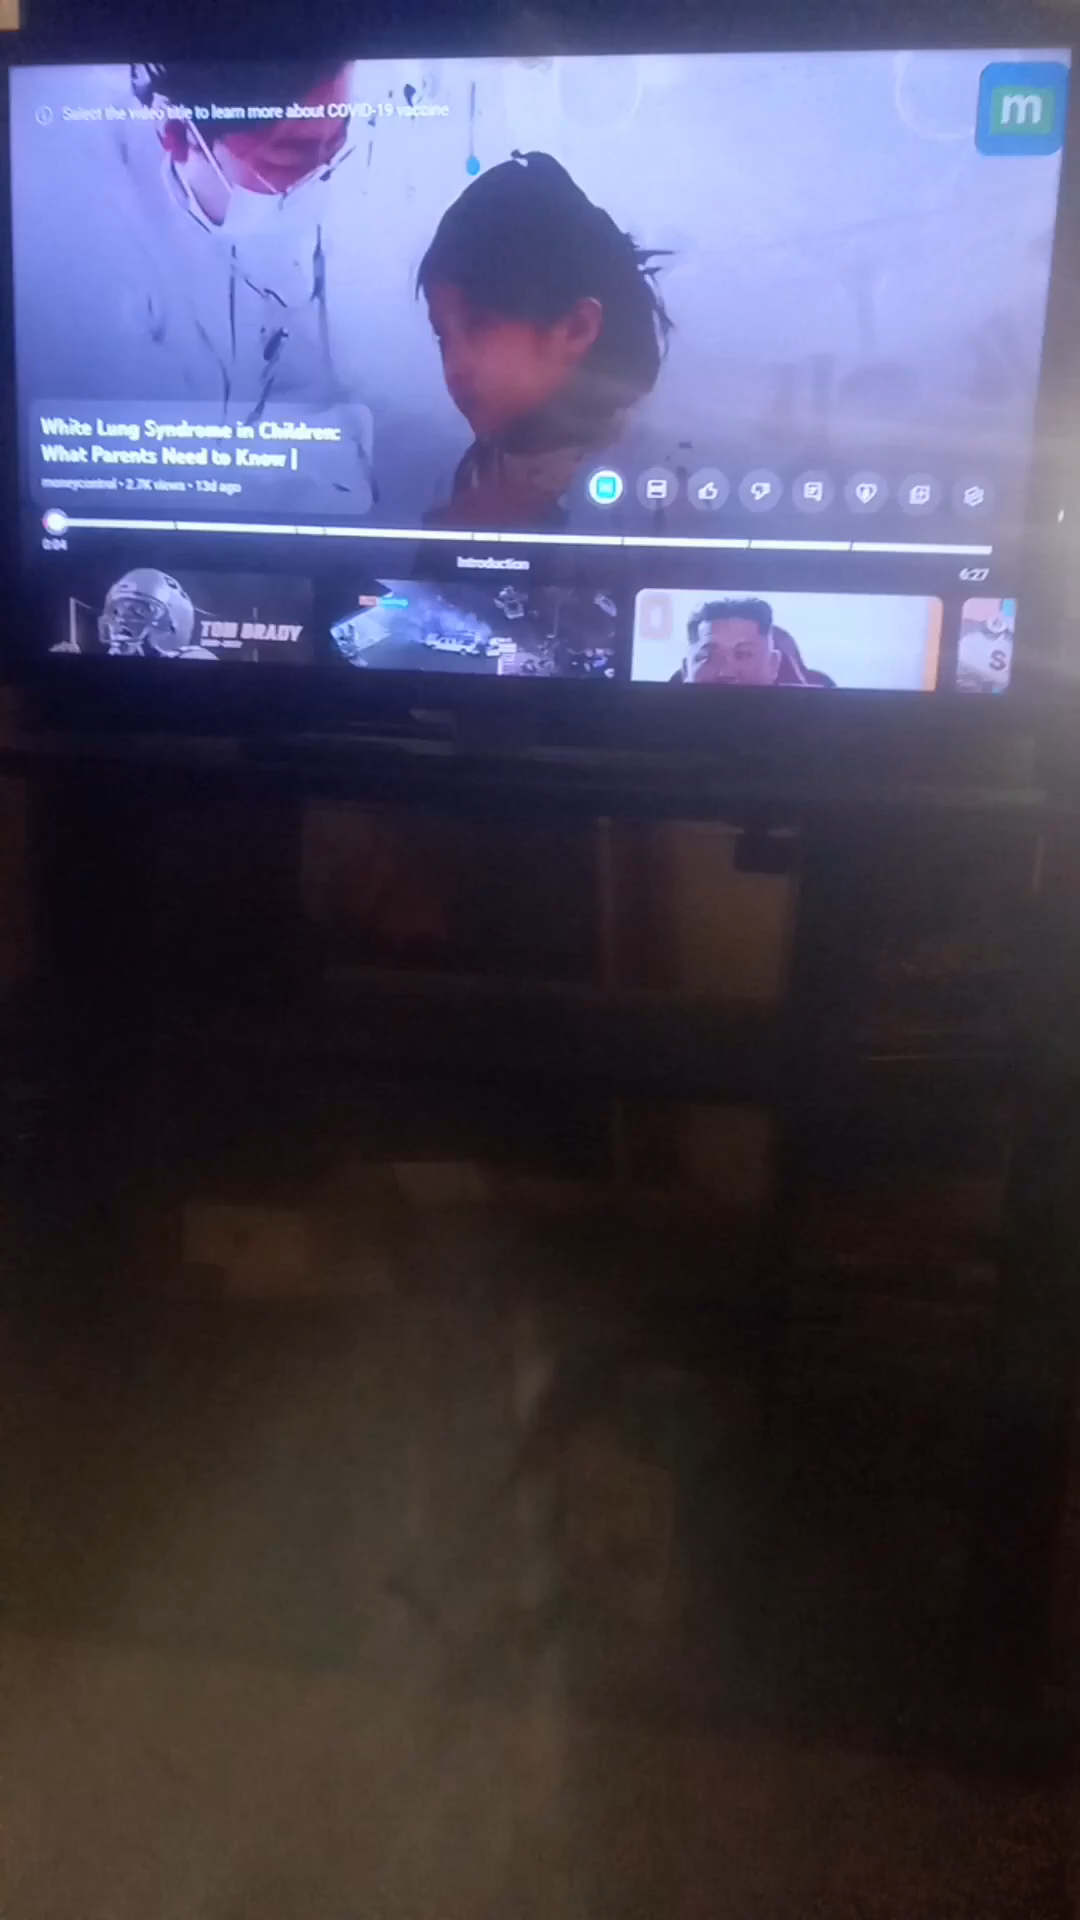 Select the video title to learn more about COVID-19 vaccine
m
White Lung Syndrome in Children:
What Parents Need to Know |
moneycontrol • 2.7K views • 13d ago
0:04
Introduction
6:27
TOM BRADY
S